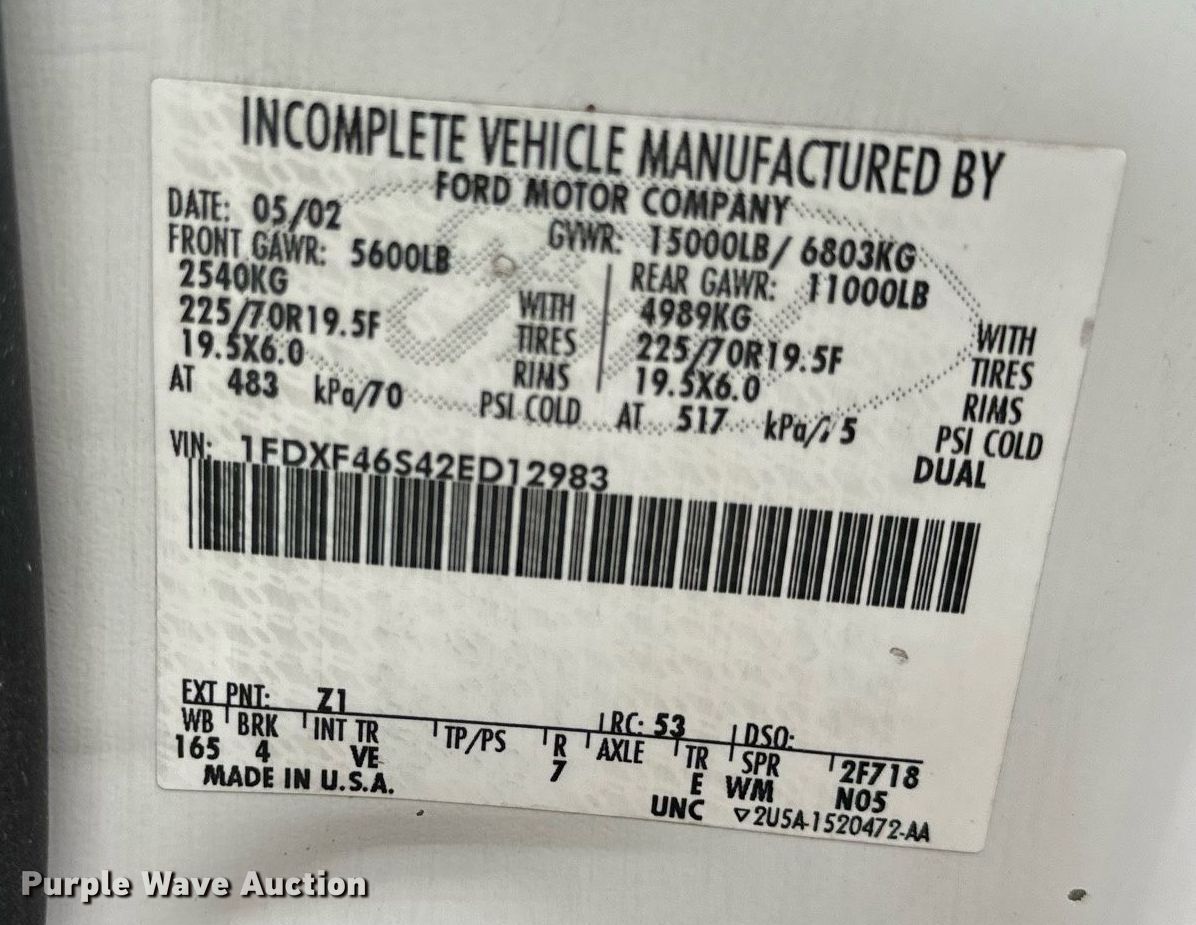 INCOMPLETE VEHICLE MANUFACTURED BY
FORD MOTOR COMPANY
DATE: 05/02 GVWR: 15000LB/ 6803KG
FRONT GAWR: 5600LB REAR GAWR: 11000LB
2540KG WITH 4989KG WITH
225/70R19.5F TIRES 225/70R19.5F TIRES
19.5X6.0 RIMS 19.5X6.0 RIMS
AT 483 kPa/70 PSI COLD AT 517 kPa/75 PSI COLD
DUAL
VIN: 1FDXF46S42ED12983
EXT PNT: Z1 RC: 53 DSO:
WB BRK INT TR TP/PS R AXLE TR SPR 2F718
165 4 VE 7 E WM N05
MADE IN U.S.A. UNC ▽2U5A-1520472-AA
Purple Wave Auction